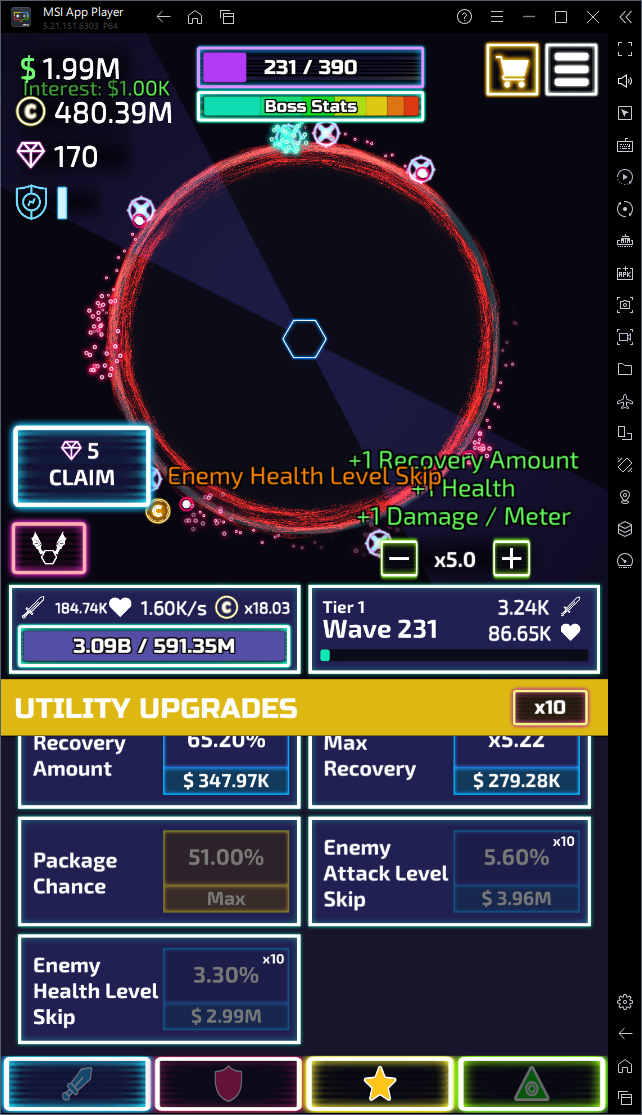 MSI App Player
5.21.151.6303 P64
$ 1.99M
Interest: $1.00K
231 / 390
C 480.39M
Boss Stats
170
5
CLAIM
+1 Recovery Amount
Enemy Health Level Skip
+1 Health
+1 Damage / Meter
C
− x5.0 +
184.74K 1.60K/s C x18.03
3.09B / 591.35M
Tier 1
3.24K
Wave 231
86.65K
UTILITY UPGRADES
x10
Recovery
Amount
65.20%
$ 347.97K
Max
Recovery
x5.22
$ 279.28K
Package
Chance
51.00%
Max
Enemy
Attack Level
Skip
x10
5.60%
$ 3.96M
Enemy
Health Level
Skip
x10
3.30%
$ 2.99M